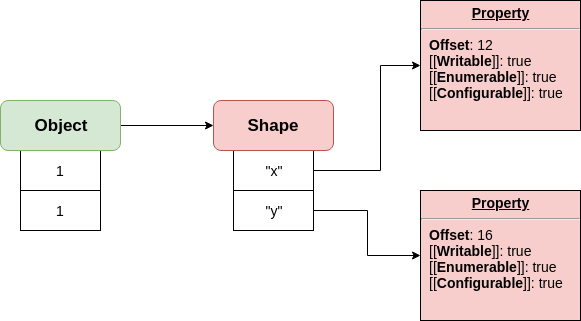 Object
1
1
Shape
"x"
"y"
Property
Offset: 12
[[Writable]]: true
[[Enumerable]]: true
[[Configurable]]: true
Property
Offset: 16
[[Writable]]: true
[[Enumerable]]: true
[[Configurable]]: true